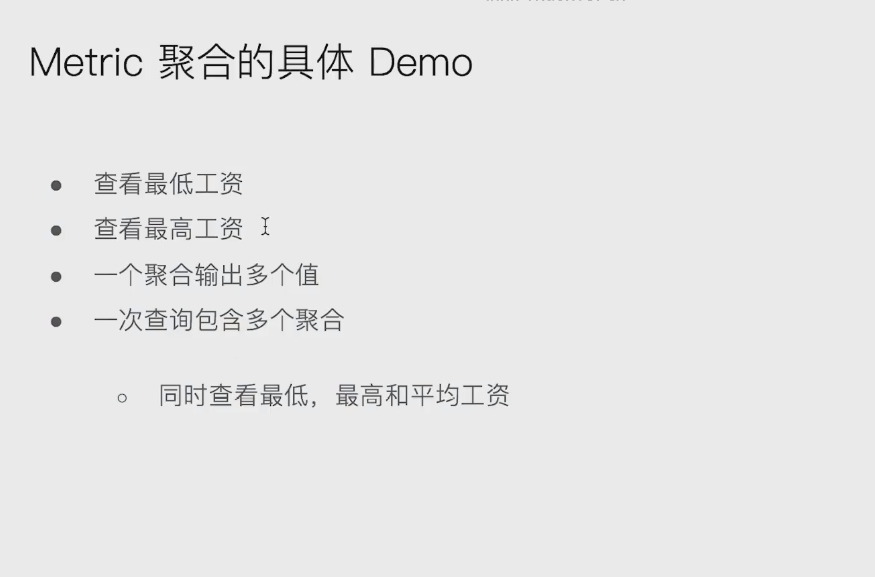 Metric 聚合的具体 Demo
● 查看最低工资
● 查看最高工资
● 一个聚合输出多个值
● 一次查询包含多个聚合
○ 同时查看最低，最高和平均工资